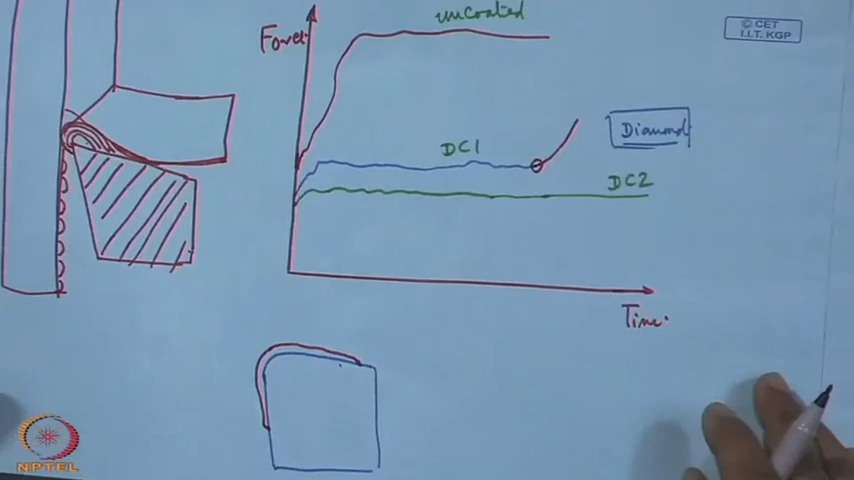 uncoated
© CET
I.I.T. KGP
Force
Diamond
DC1
DC2
Time.
NPTEL